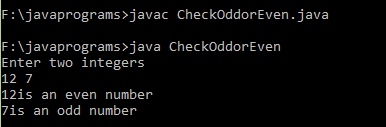 F:\javaprograms>javac CheckOddorEven.java
F:\javaprograms>java CheckOddorEven
Enter two integers
12 7
12is an even number
7is an odd number